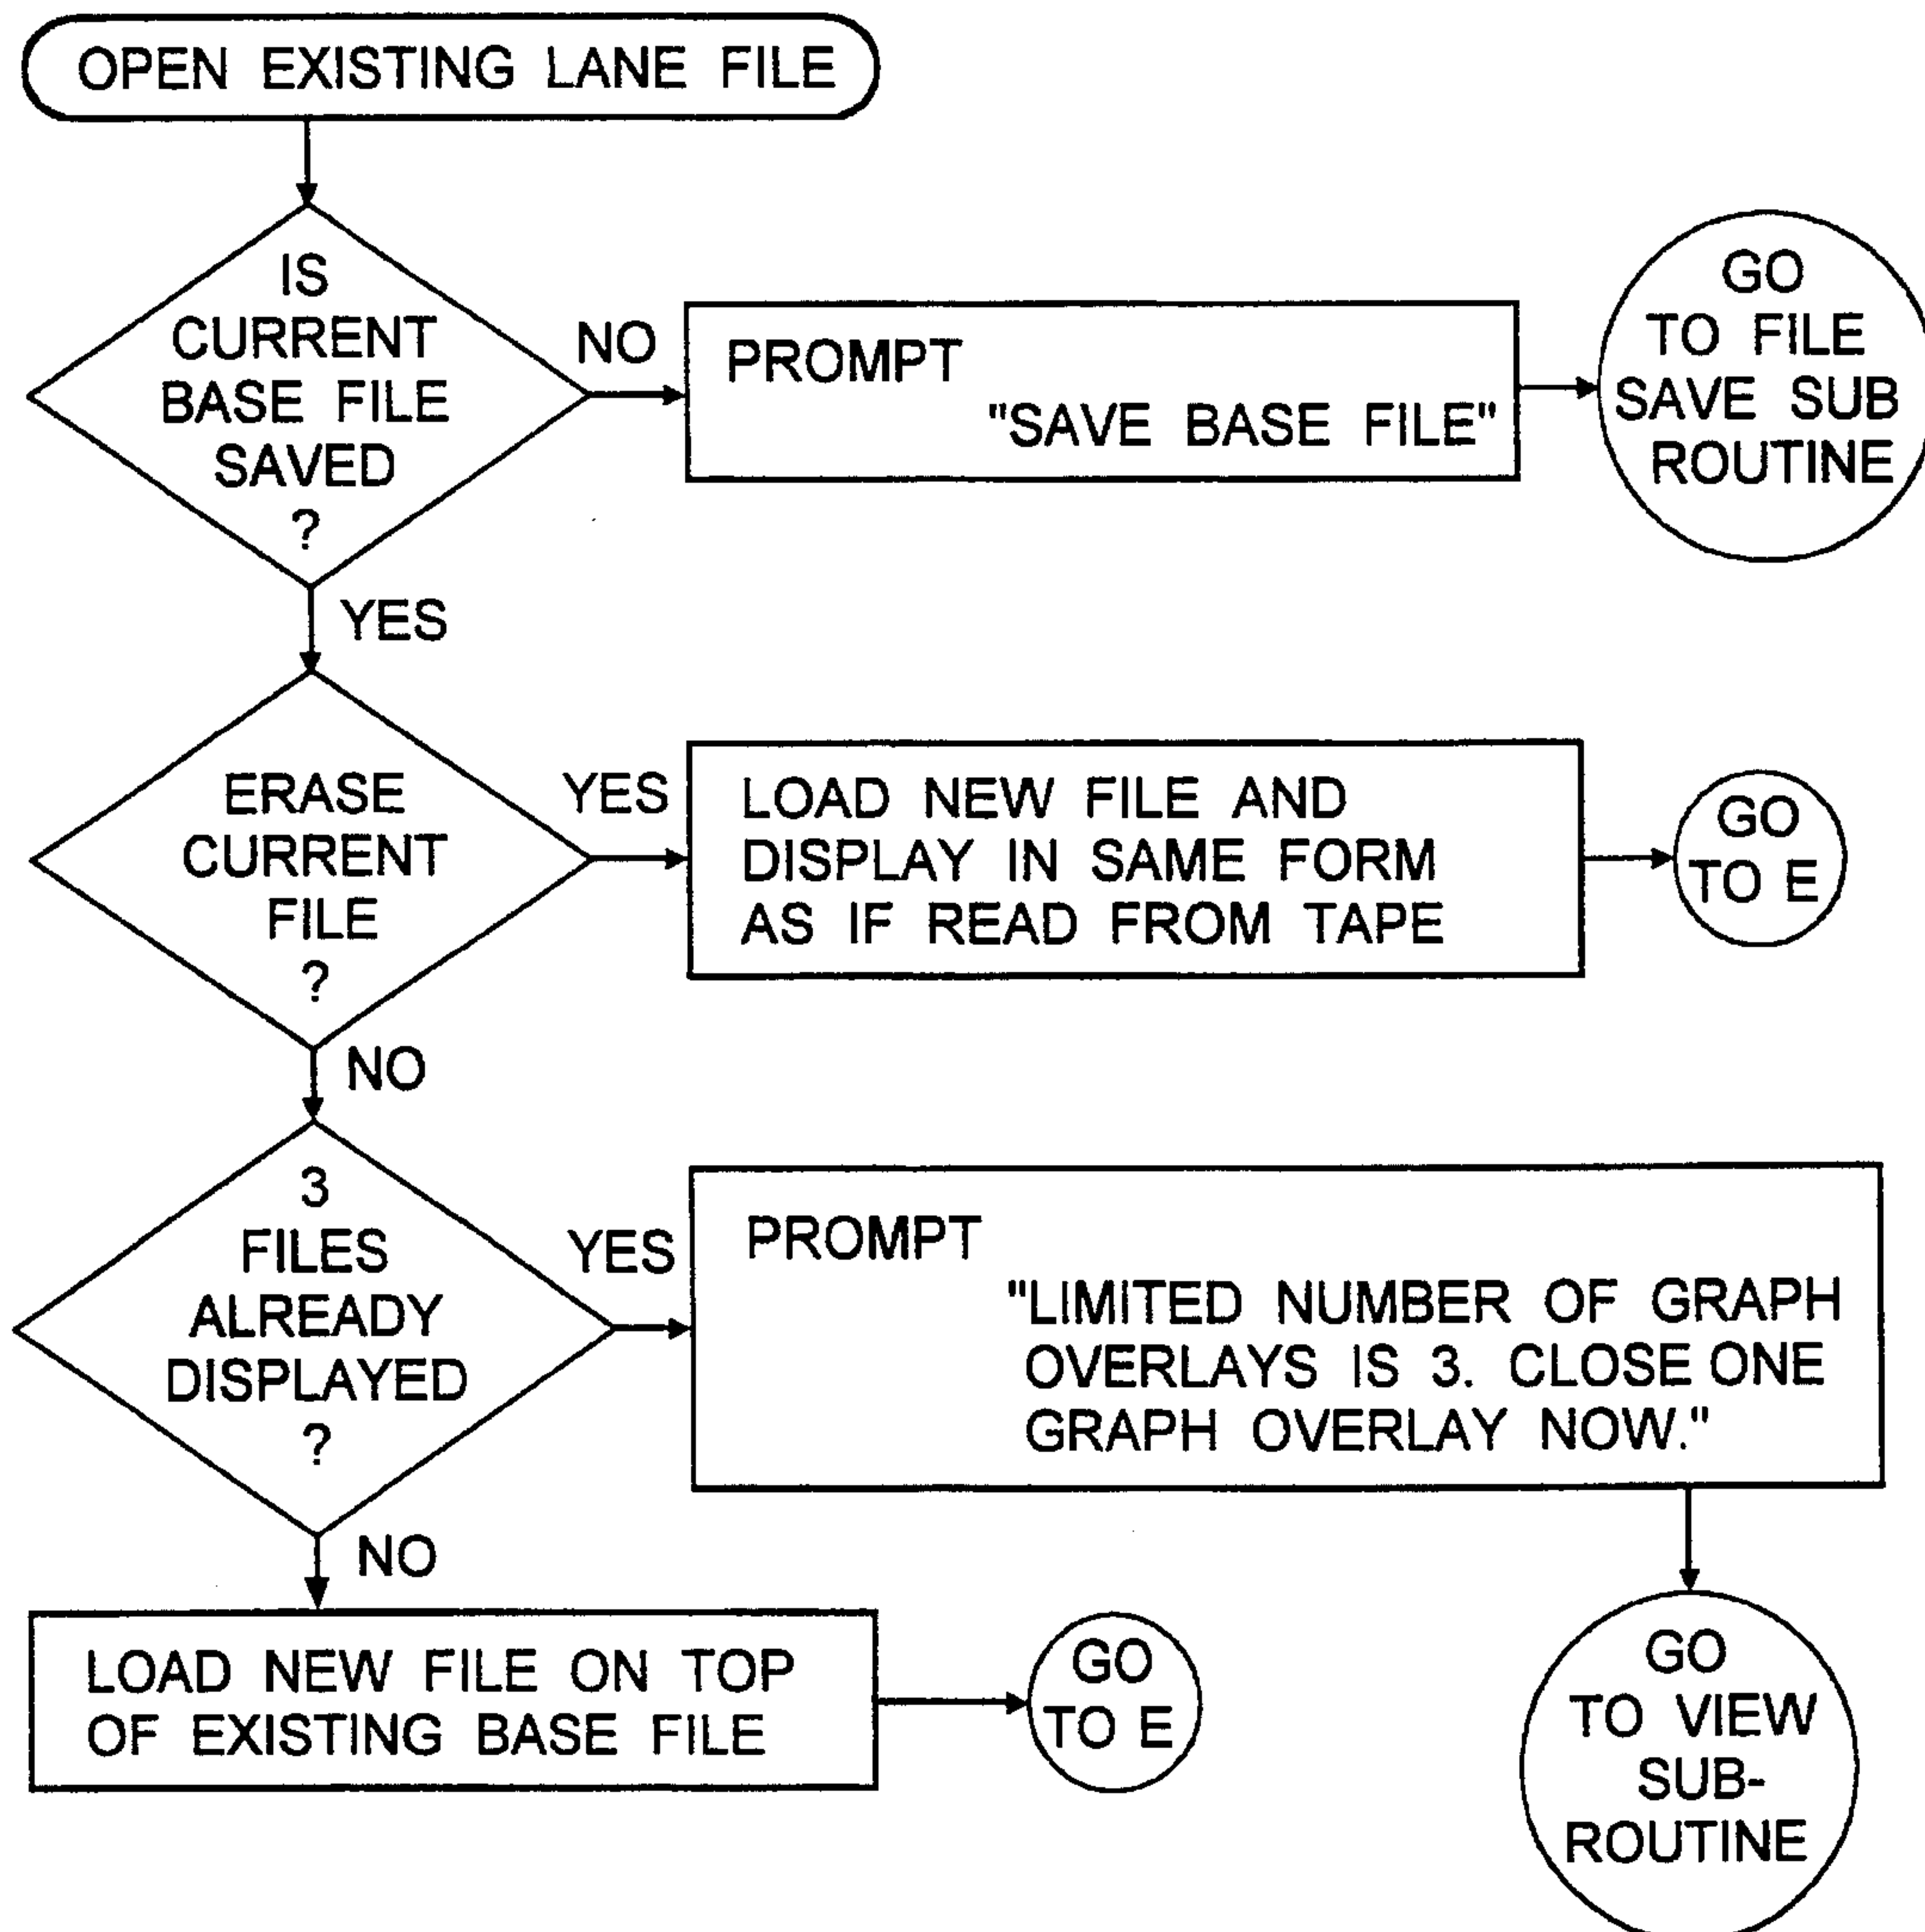 OPEN EXISTING LANE FILE
IS
CURRENT
BASE FILE
SAVED
?
NO
PROMPT
"SAVE BASE FILE"
GO
TO FILE
SAVE SUB
ROUTINE
YES
ERASE
CURRENT
FILE
?
YES
LOAD NEW FILE AND
DISPLAY IN SAME FORM
AS IF READ FROM TAPE
GO
TO E
NO
3
FILES
ALREADY
DISPLAYED
?
YES
PROMPT
"LIMITED NUMBER OF GRAPH
OVERLAYS IS 3. CLOSE ONE
GRAPH OVERLAY NOW."
NO
LOAD NEW FILE ON TOP
OF EXISTING BASE FILE
GO
TO E
GO
TO VIEW
SUB-
ROUTINE